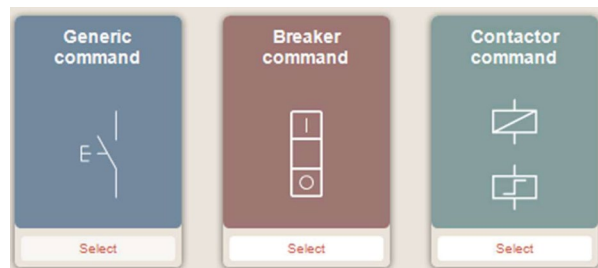 Generic
command
Breaker
command
Contactor
command
E
I
O
Select
Select
Select